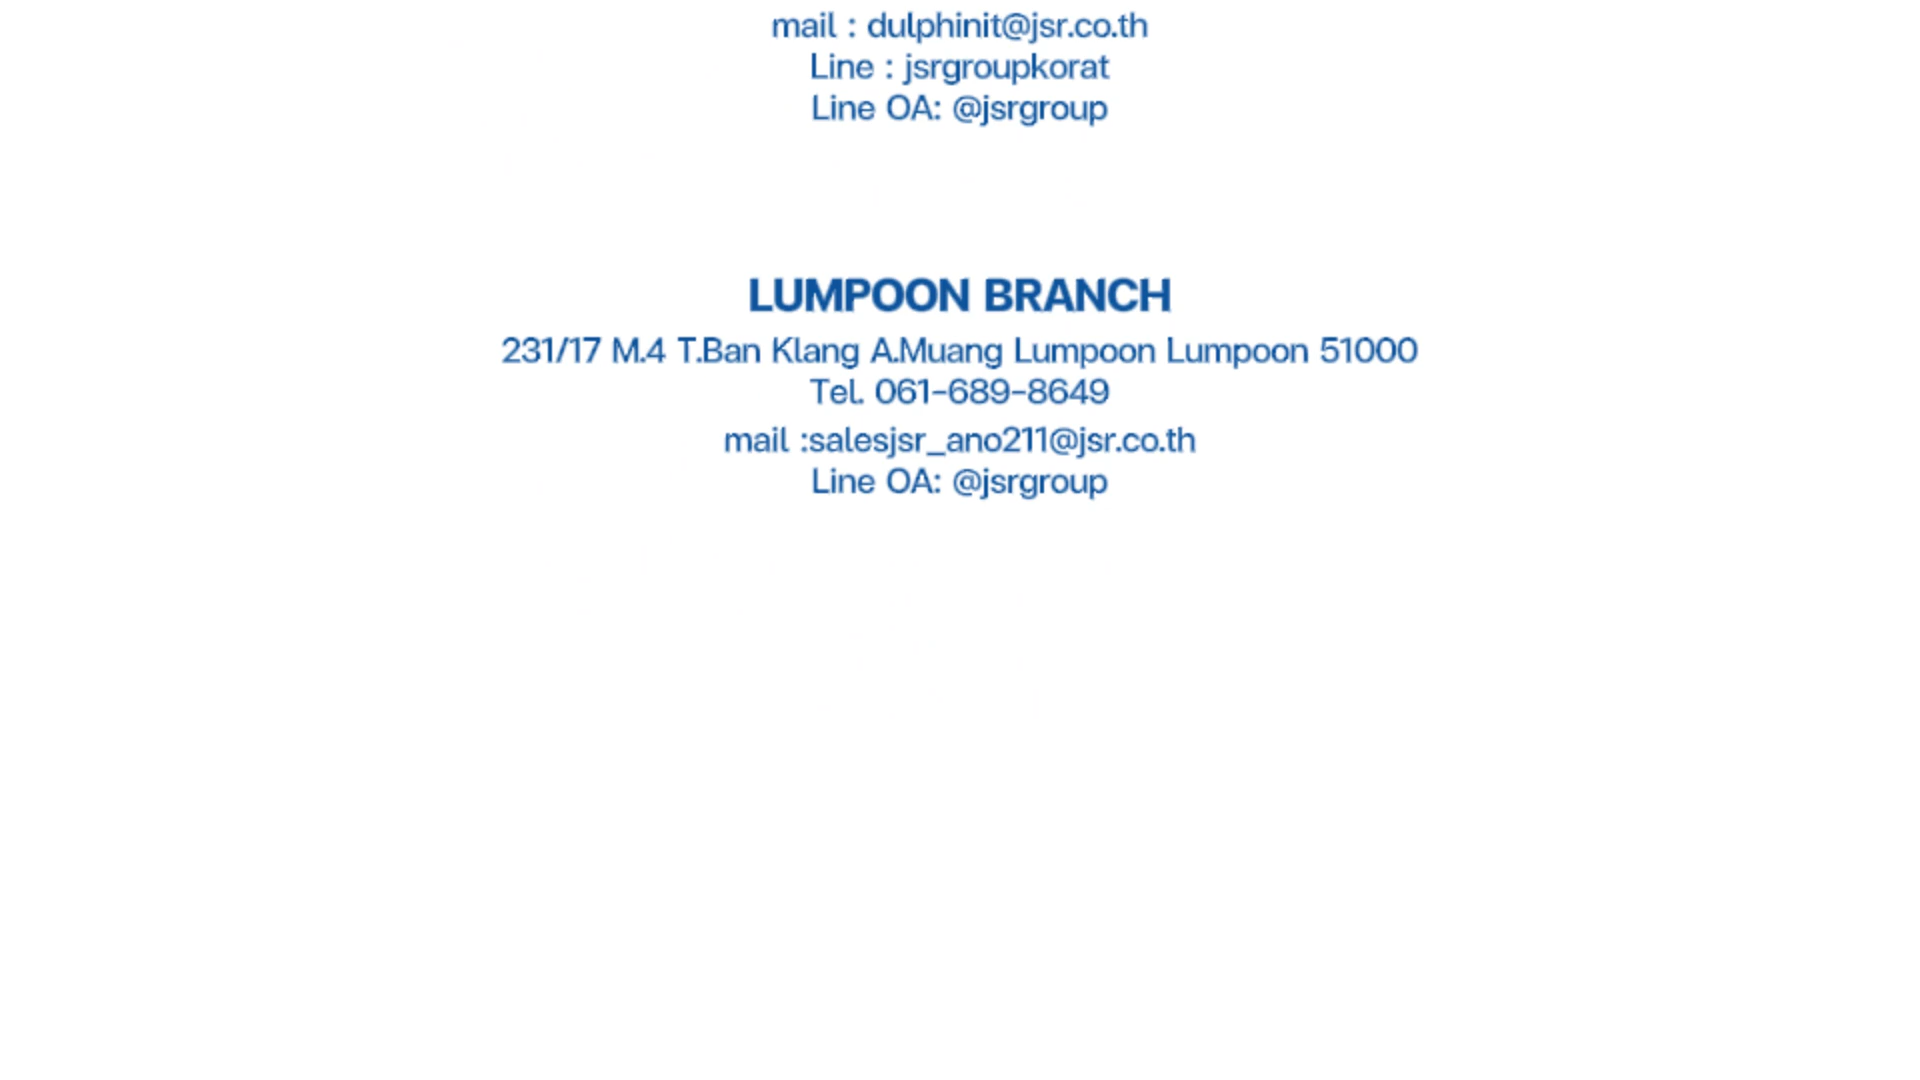 mail : dulphinit@jsr.co.th
Line : jsrgroupkorat
Line OA: @jsrgroup
LUMPOON BRANCH
231/17 M.4 T.Ban Klang A.Muang Lumpoon Lumpoon 51000
Tel. 061-689-8649
mail :salesjsr_ano211@jsr.co.th
Line OA: @jsrgroup